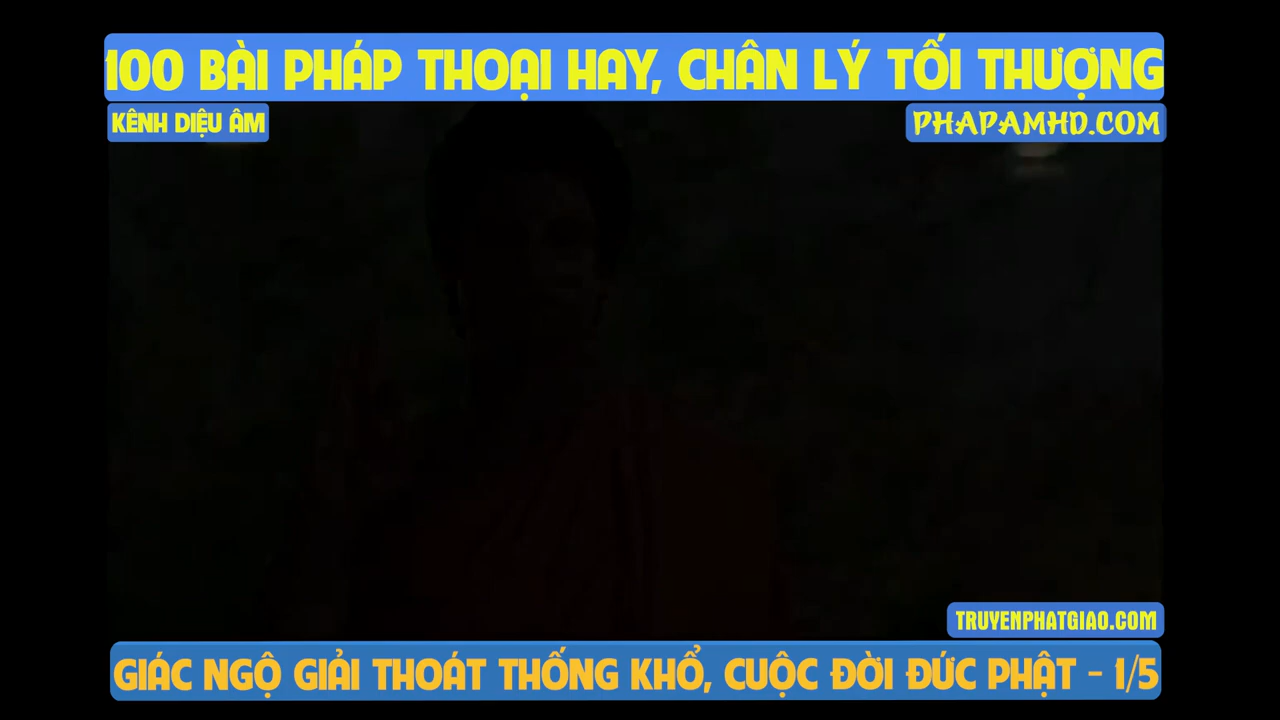 100 BÀI PHÁP THOẠI HAY, CHÂN LÝ TỐI THƯỢNG
KÊNH DIỆU ÂM
PHAPAMHD.COM
TRUYENPHATGIAO.COM
GIÁC NGỘ GIẢI THOÁT THỐNG KHỔ, CUỘC ĐỜI ĐỨC PHẬT - 1/5